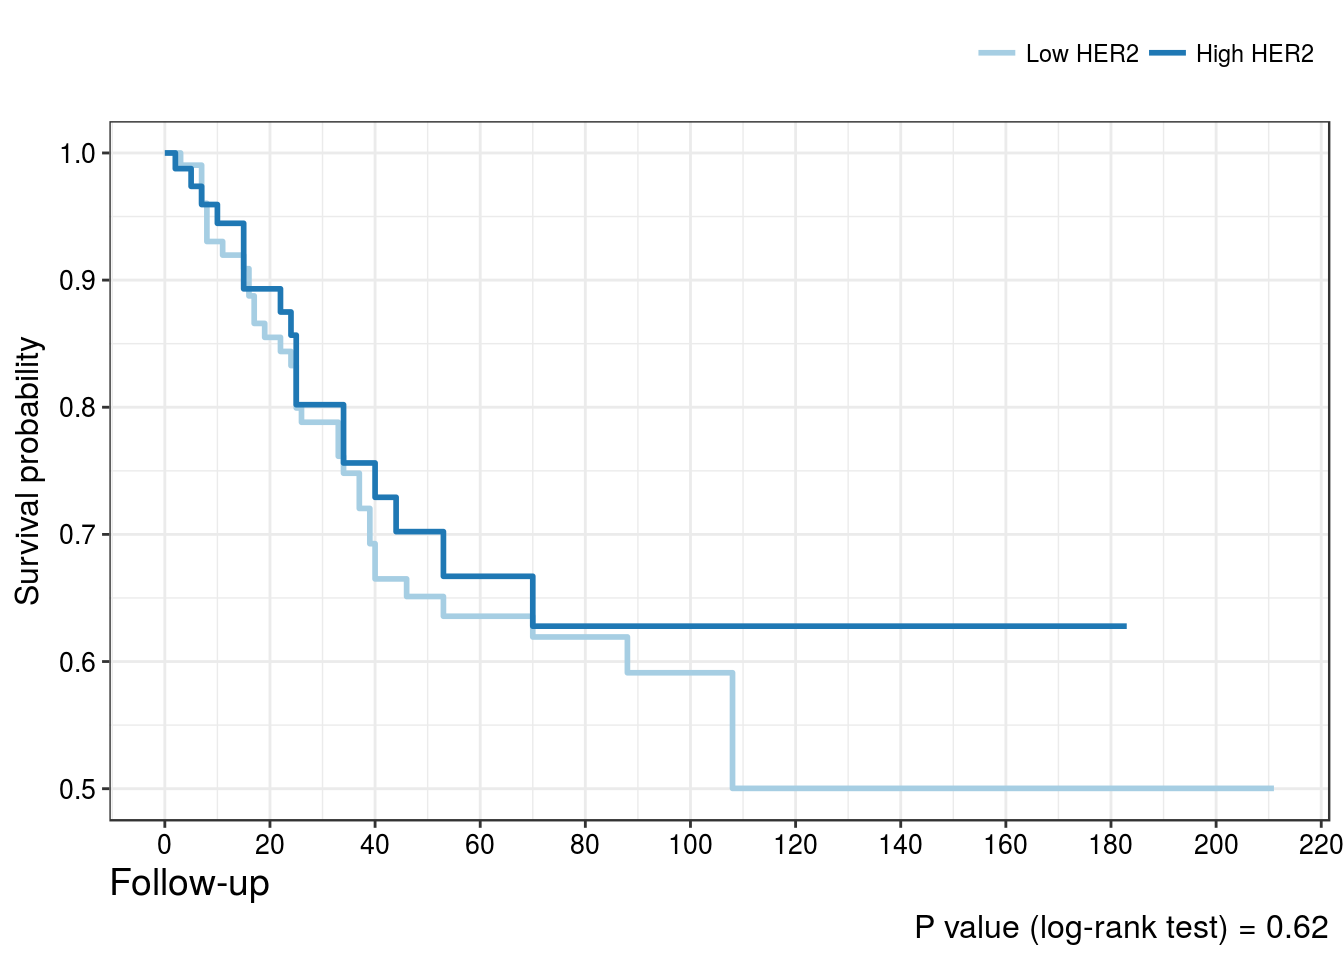 Low HER2 High HER2
1.0
0.9
0.8
0.7
0.6
0.5
Survival probability
0 20 40 60 80 100 120 140 160 180 200 220
Follow-up
P value (log-rank test) = 0.62